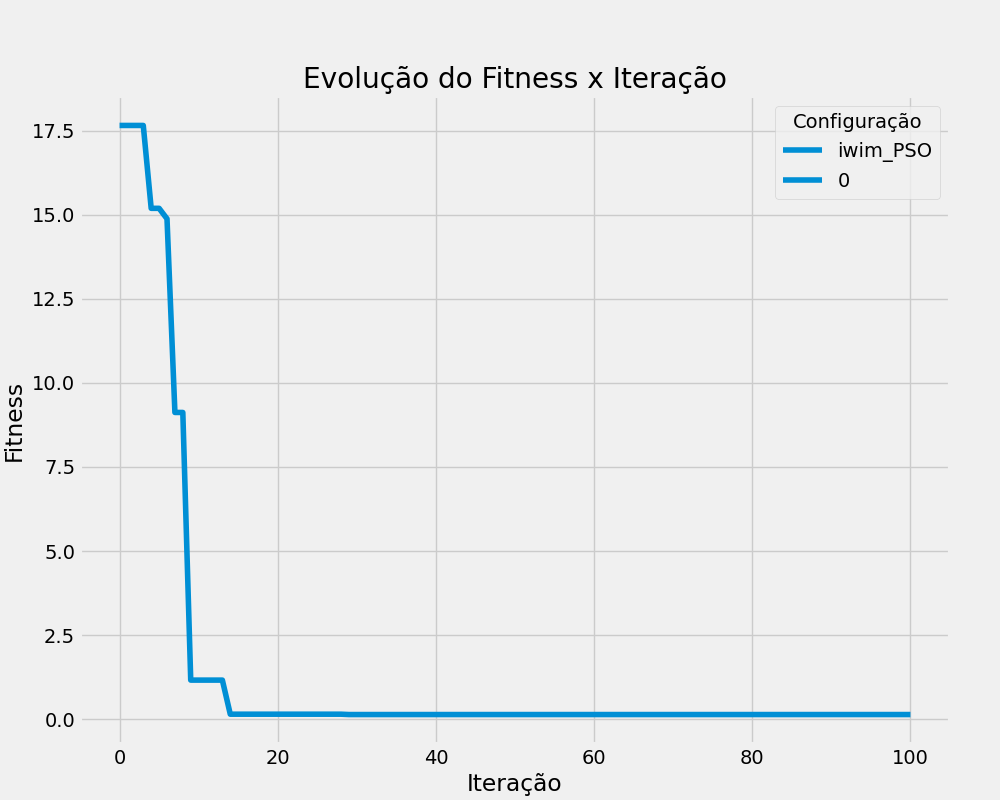 Evolução do Fitness x Iteração
Configuração
iwim_PSO
0
17.5
15.0
12.5
10.0
7.5
5.0
2.5
0.0
Fitness
0 20 40 60 80 100
Iteração